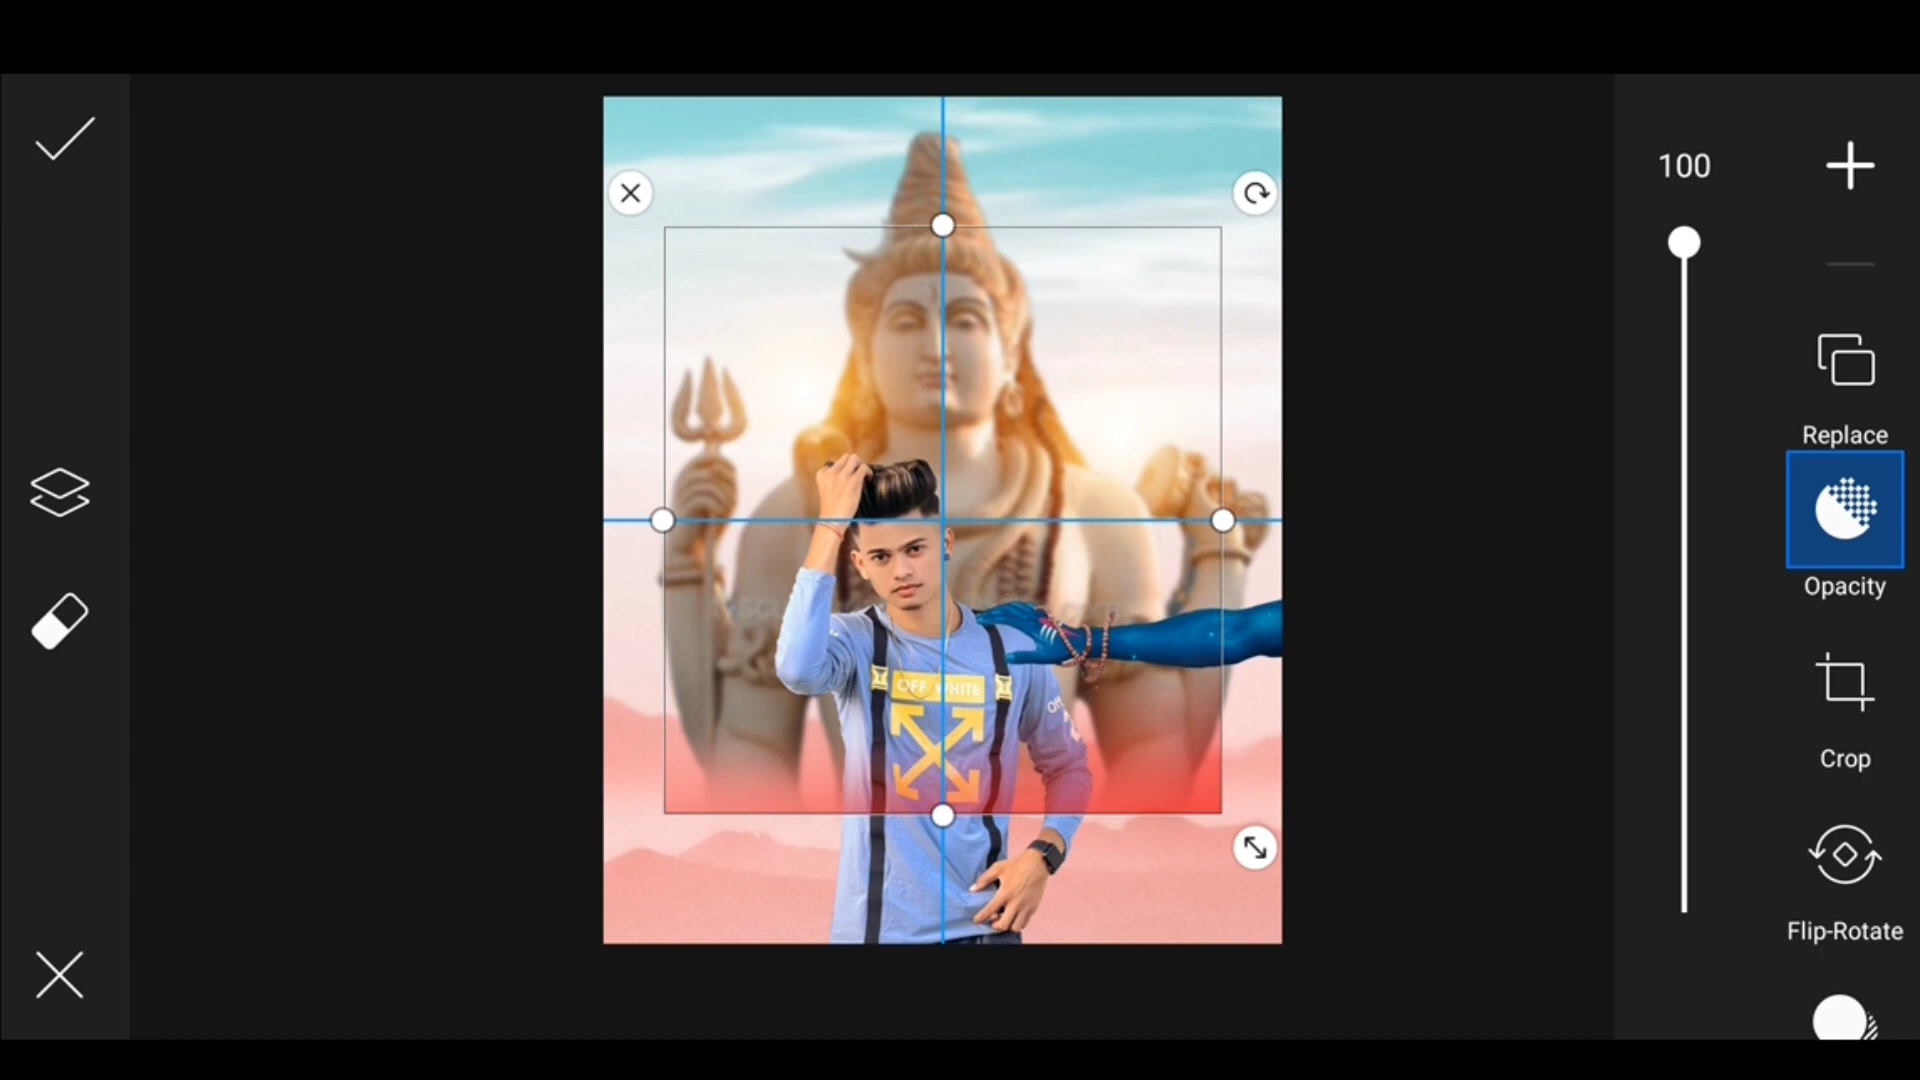 100
Replace
Opacity
Crop
Flip-Rotate
OFF WHITE